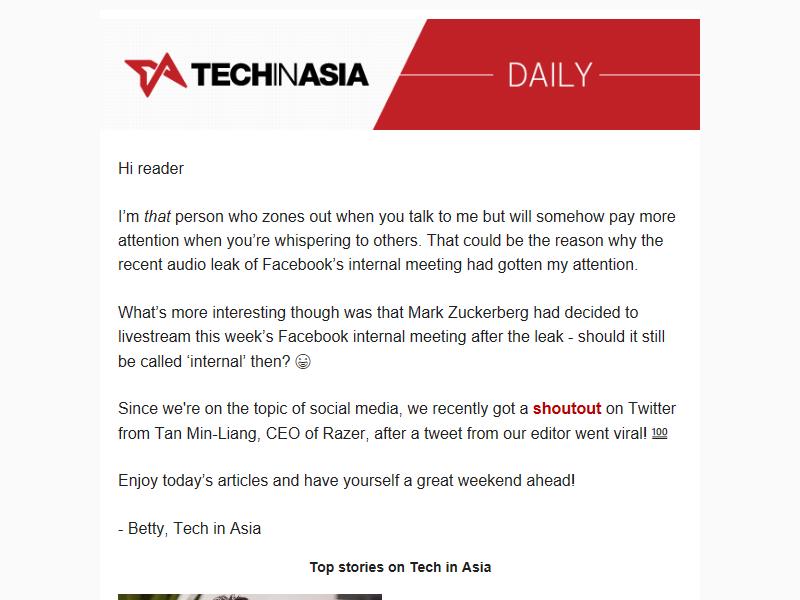 TECHINASIA
DAILY
Hi reader
I'm that person who zones out when you talk to me but will somehow pay more
attention when you're whispering to others. That could be the reason why the
recent audio leak of Facebook's internal meeting had gotten my attention.
What's more interesting though was that Mark Zuckerberg had decided to
livestream this week's Facebook internal meeting after the leak - should it still
be called ‘internal’ then? 😀
Since we're on the topic of social media, we recently got a shoutout on Twitter
from Tan Min-Liang, CEO of Razer, after a tweet from our editor went viral! 💯
Enjoy today's articles and have yourself a great weekend ahead!
- Betty, Tech in Asia
Top stories on Tech in Asia